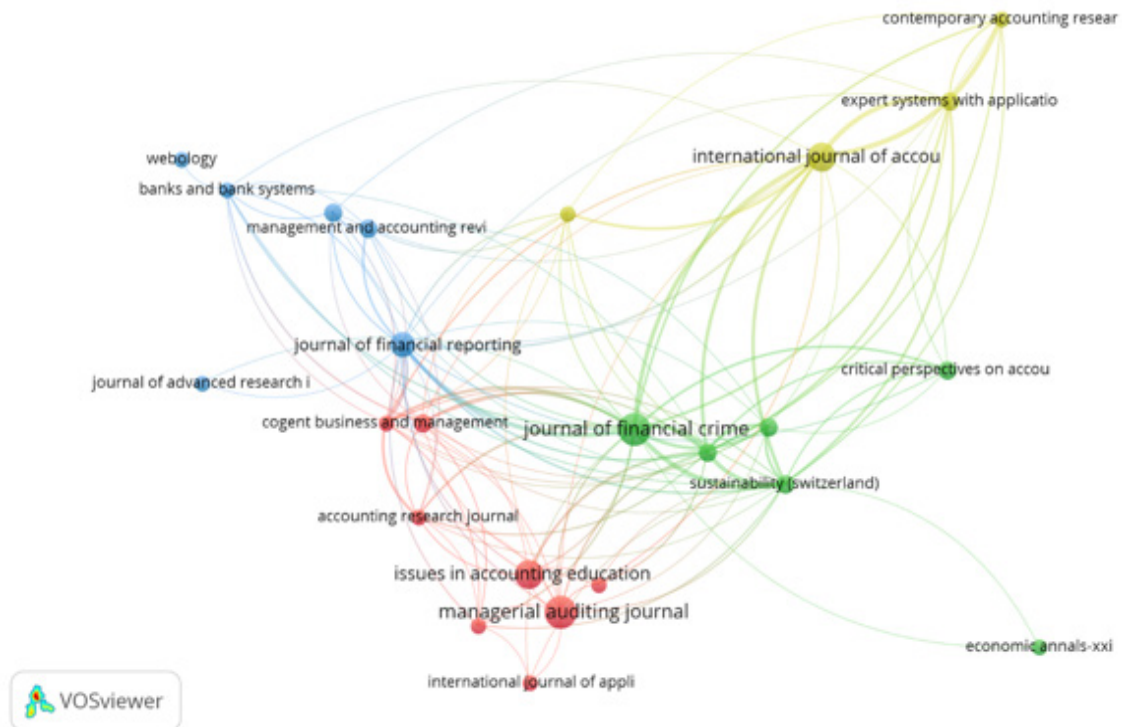 contemporary accounting resear
expert systems with applicatio
international journal of accou
webology
banks and bank systems
management and accounting revi
journal of financial reporting
critical perspectives on accou
journal of advanced research i
cogent business and management
journal of financial crime
sustainability (switzerland)
accounting research journal
issues in accounting education
managerial auditing journal
economic annals-xxi
international journal of appli
VOSviewer